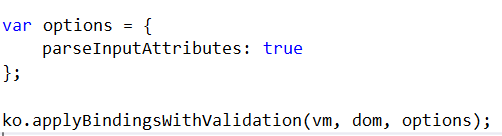 var options = {
    parseInputAttributes: true
};
ko.applyBindingsWithValidation(vm, dom, options);